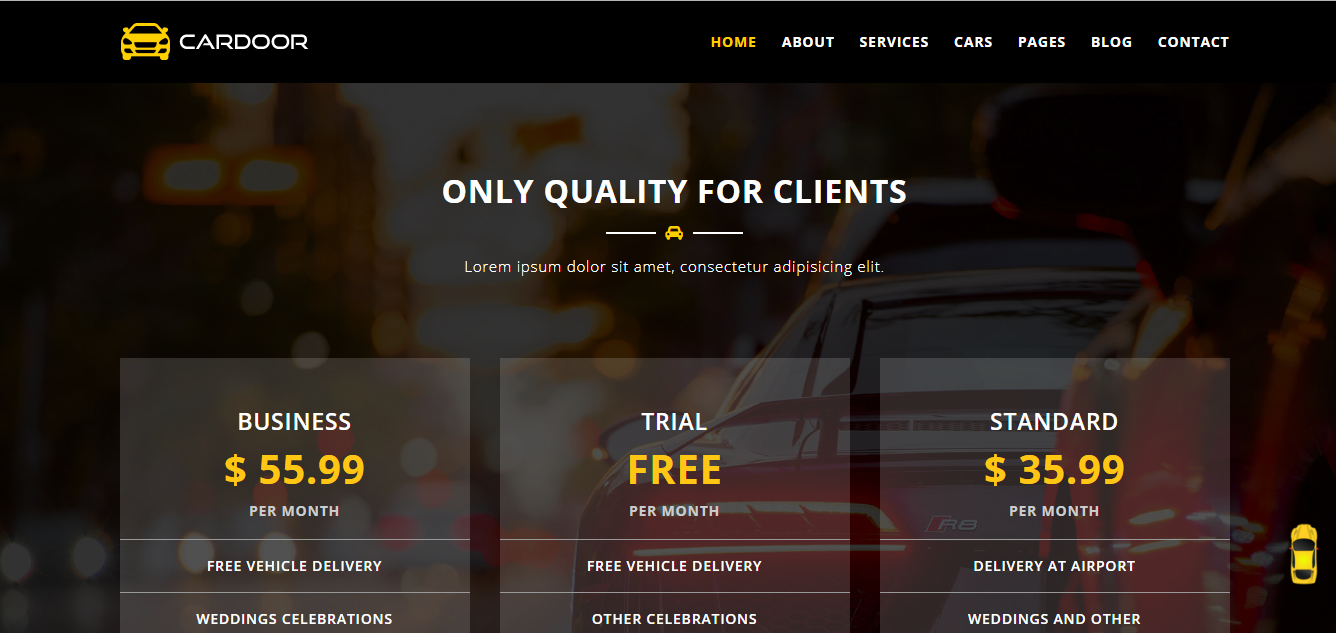 CARDOOR
HOME ABOUT SERVICES CARS PAGES BLOG CONTACT
ONLY QUALITY FOR CLIENTS
Lorem ipsum dolor sit amet, consectetur adipisicing elit.
BUSINESS
$ 55.99
PER MONTH
FREE VEHICLE DELIVERY
WEDDINGS CELEBRATIONS
TRIAL
FREE
PER MONTH
FREE VEHICLE DELIVERY
OTHER CELEBRATIONS
STANDARD
$ 35.99
PER MONTH
DELIVERY AT AIRPORT
WEDDINGS AND OTHER
R8